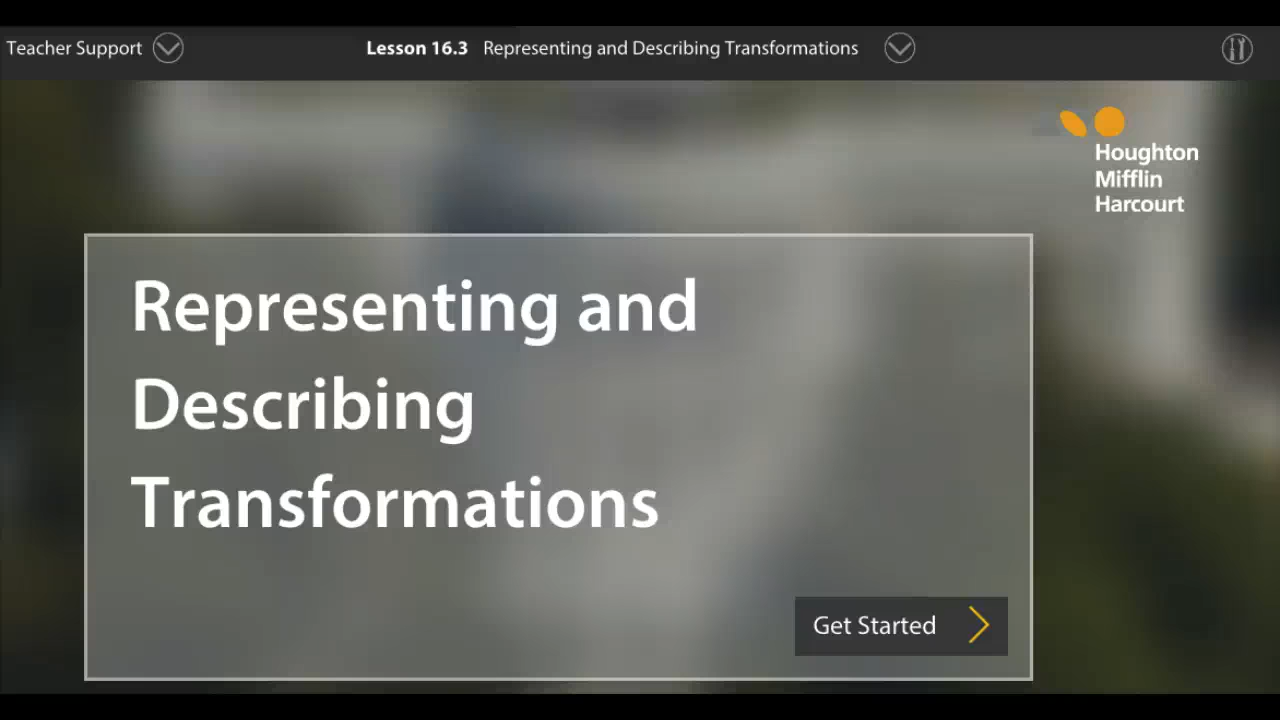 Teacher Support
Lesson 16.3 Representing and Describing Transformations
Houghton
Mifflin
Harcourt
Representing and
Describing
Transformations
Get Started